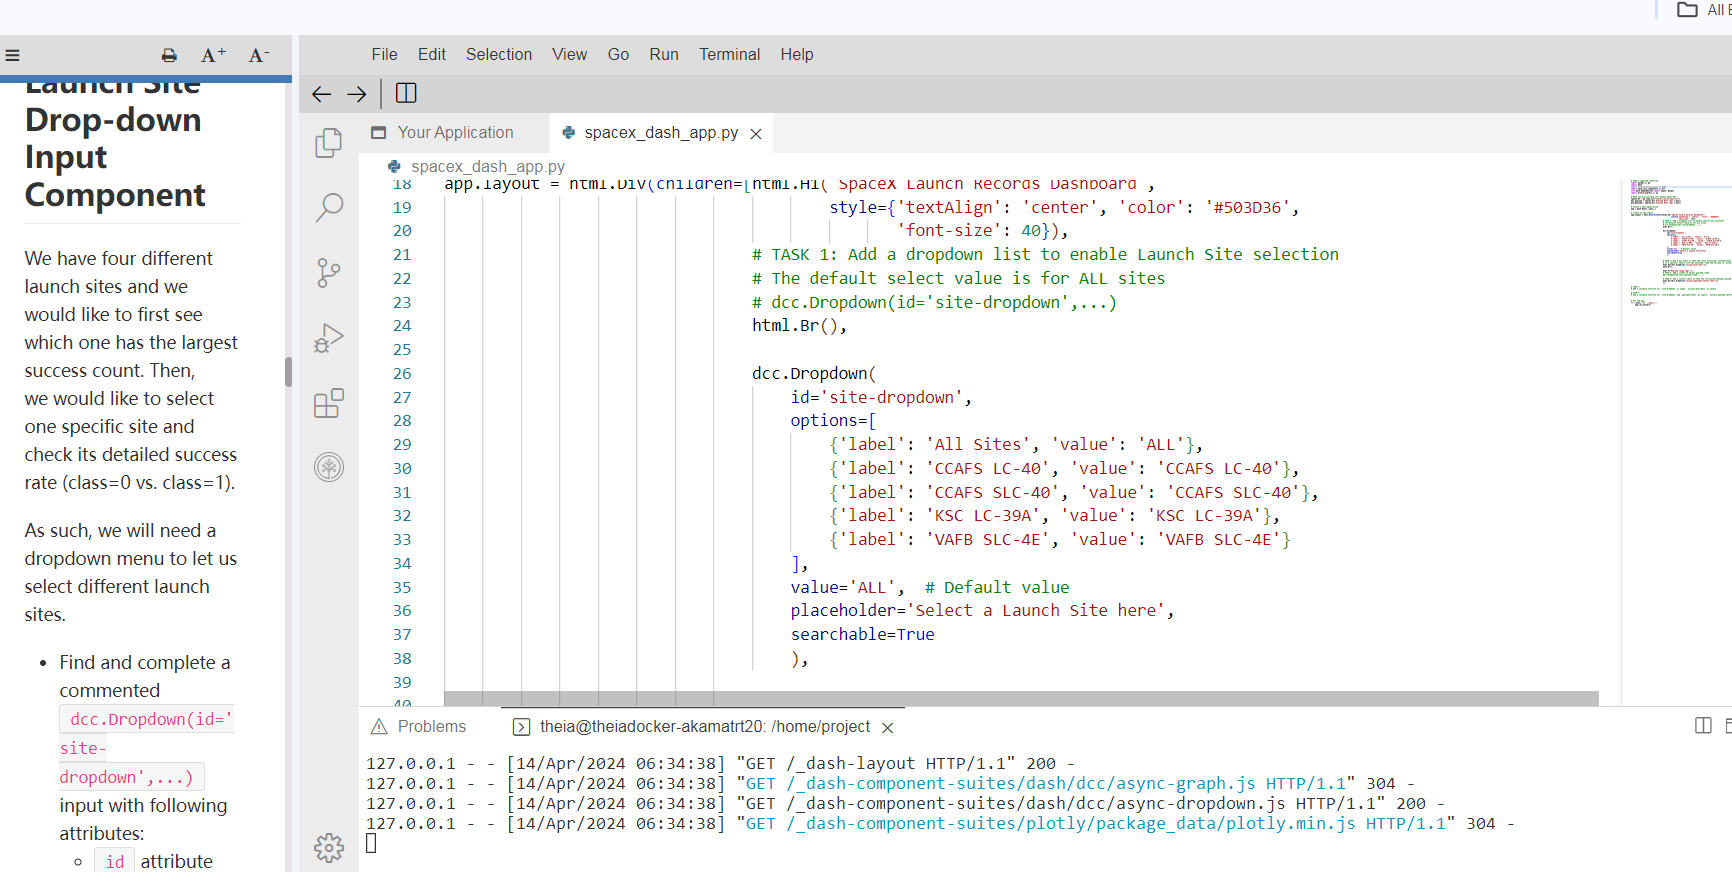 All
A+ A-
Launch Site
Drop-down
Input
Component
We have four different
launch sites and we
would like to first see
which one has the largest
success count. Then,
we would like to select
one specific site and
check its detailed success
rate (class=0 vs. class=1).
As such, we will need a
dropdown menu to let us
select different launch
sites.
• Find and complete a
commented
dcc.Dropdown(id='
site-
dropdown',...)
input with following
attributes:
id attribute
File Edit Selection View Go Run Terminal Help
Your Application spacex_dash_app.py
spacex_dash_app.py
18 app.layout = html.Div(children=[html.H1('SpaceX Launch Records Dashboard',
19 style={'textAlign': 'center', 'color': '#503D36',
20 'font-size': 40}),
21 # TASK 1: Add a dropdown list to enable Launch Site selection
22 # The default select value is for ALL sites
23 # dcc.Dropdown(id='site-dropdown',...)
24 html.Br(),
25
26 dcc.Dropdown(
27 id='site-dropdown',
28 options=[
29 {'label': 'All Sites', 'value': 'ALL'},
30 {'label': 'CCAFS LC-40', 'value': 'CCAFS LC-40'},
31 {'label': 'CCAFS SLC-40', 'value': 'CCAFS SLC-40'},
32 {'label': 'KSC LC-39A', 'value': 'KSC LC-39A'},
33 {'label': 'VAFB SLC-4E', 'value': 'VAFB SLC-4E'}
34 ],
35 value='ALL', # Default value
36 placeholder='Select a Launch Site here',
37 searchable=True
38 ),
39
40
Problems theia@theiadocker-akamatrt20: /home/project
127.0.0.1 - - [14/Apr/2024 06:34:38] "GET /_dash-layout HTTP/1.1" 200 -
127.0.0.1 - - [14/Apr/2024 06:34:38] "GET /_dash-component-suites/dash/dcc/async-graph.js HTTP/1.1" 304 -
127.0.0.1 - - [14/Apr/2024 06:34:38] "GET /_dash-component-suites/dash/dcc/async-dropdown.js HTTP/1.1" 200 -
127.0.0.1 - - [14/Apr/2024 06:34:38] "GET /_dash-component-suites/plotly/package_data/plotly.min.js HTTP/1.1" 304 -